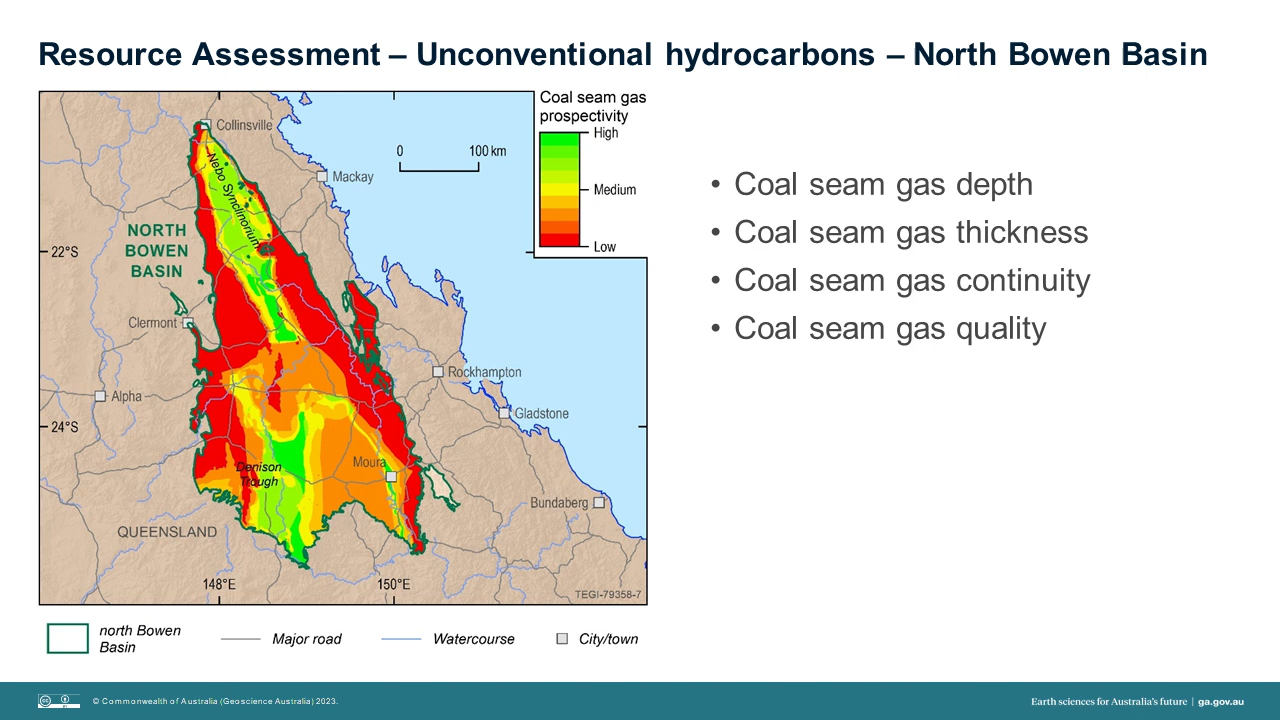 Resource Assessment – Unconventional hydrocarbons – North Bowen Basin
Coal seam gas
prospectivity
High
Medium
Low
0 100 km
Collinsville
Mackay
Nebo Synclinorium
NORTH
BOWEN
BASIN
22°S
Clermont
Alpha
Rockhampton
Gladstone
24°S
Denison
Trough
Moura
Bundaberg
QUEENSLAND
148°E
150°E
TEGI-79358-7
north Bowen
Basin
Major road
Watercourse
City/town
• Coal seam gas depth
• Coal seam gas thickness
• Coal seam gas continuity
• Coal seam gas quality
© Commonwealth of Australia (Geoscience Australia) 2023.
Earth sciences for Australia's future | ga.gov.au